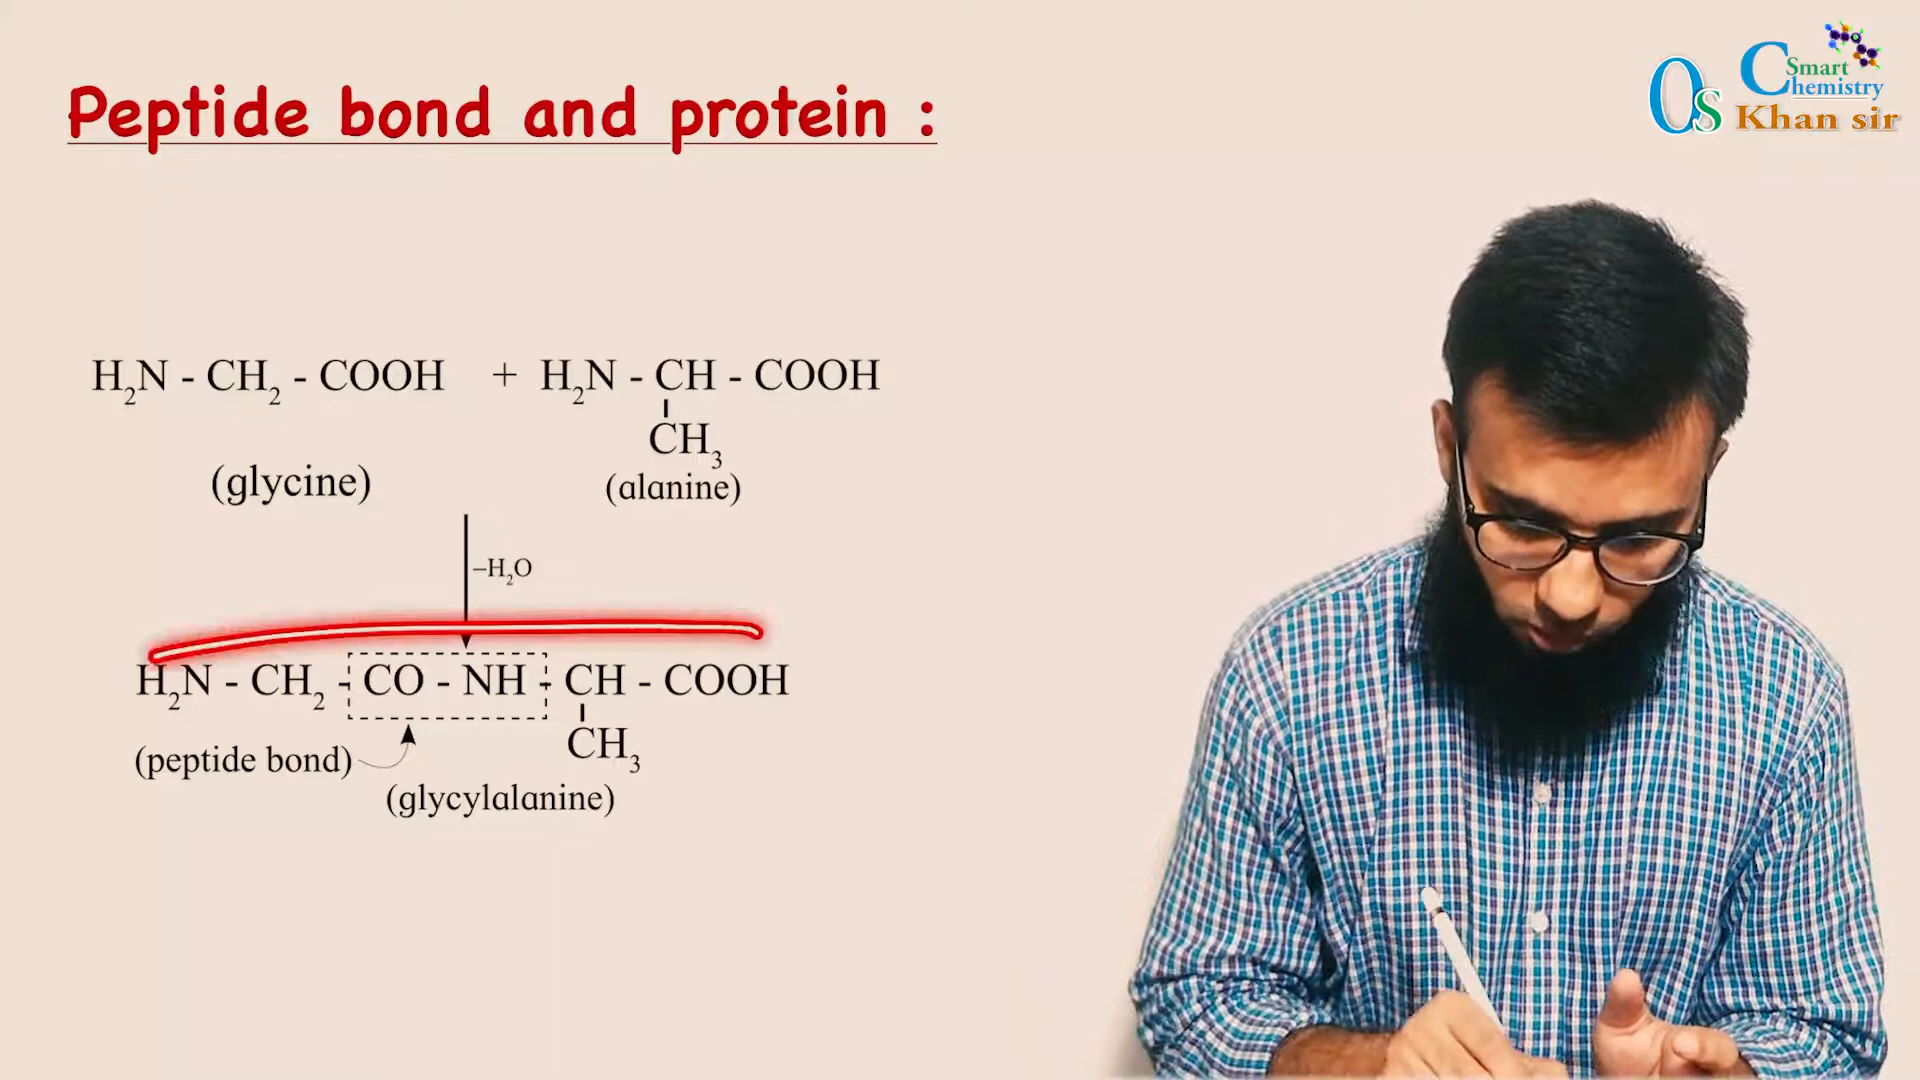 Peptide bond and protein :
Os Smart Chemistry
Khan sir
H₂N - CH₂ - COOH + H₂N - CH - COOH
CH₃
(glycine) (alanine)
–H₂O
H₂N - CH₂ - CO - NH - CH - COOH
CH₃
(peptide bond)
(glycylalanine)